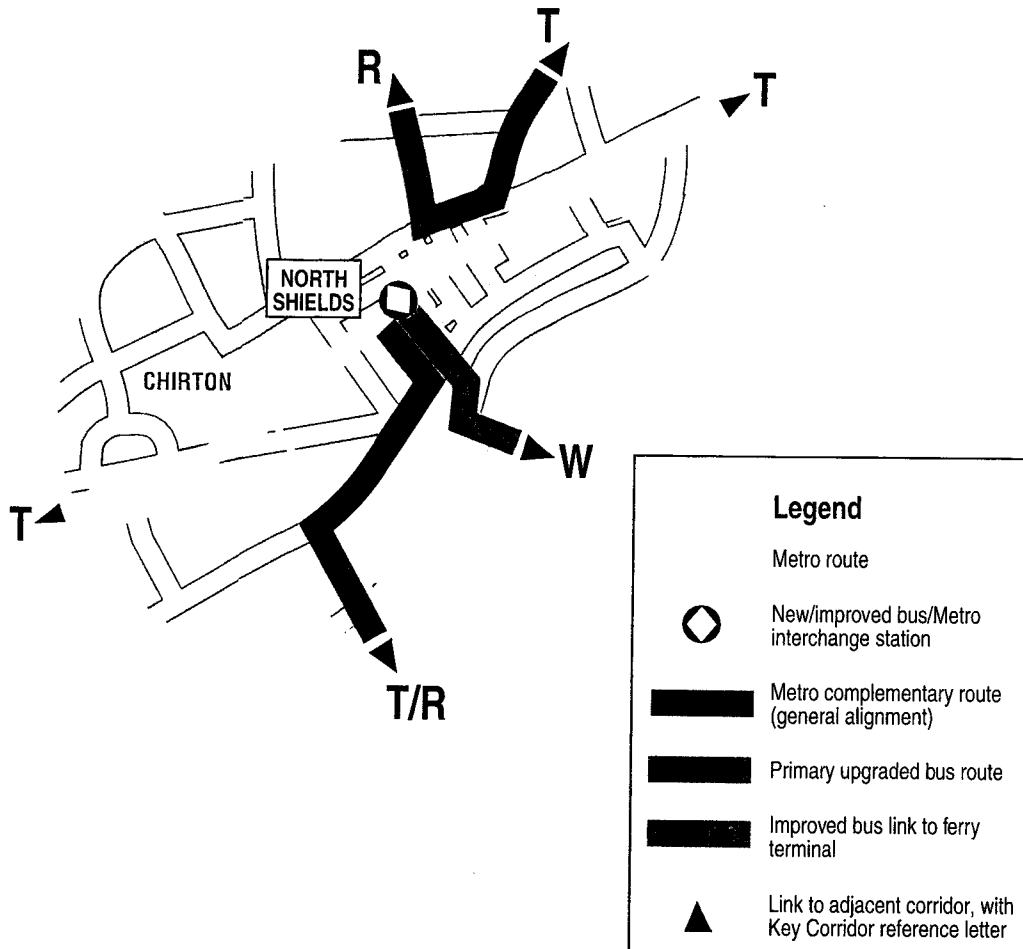 T
R
T
NORTH
SHIELDS
CHIRTON
W
T
T/R
Legend
Metro route
New/improved bus/Metro
interchange station
Metro complementary route
(general alignment)
Primary upgraded bus route
Improved bus link to ferry
terminal
Link to adjacent corridor, with
Key Corridor reference letter